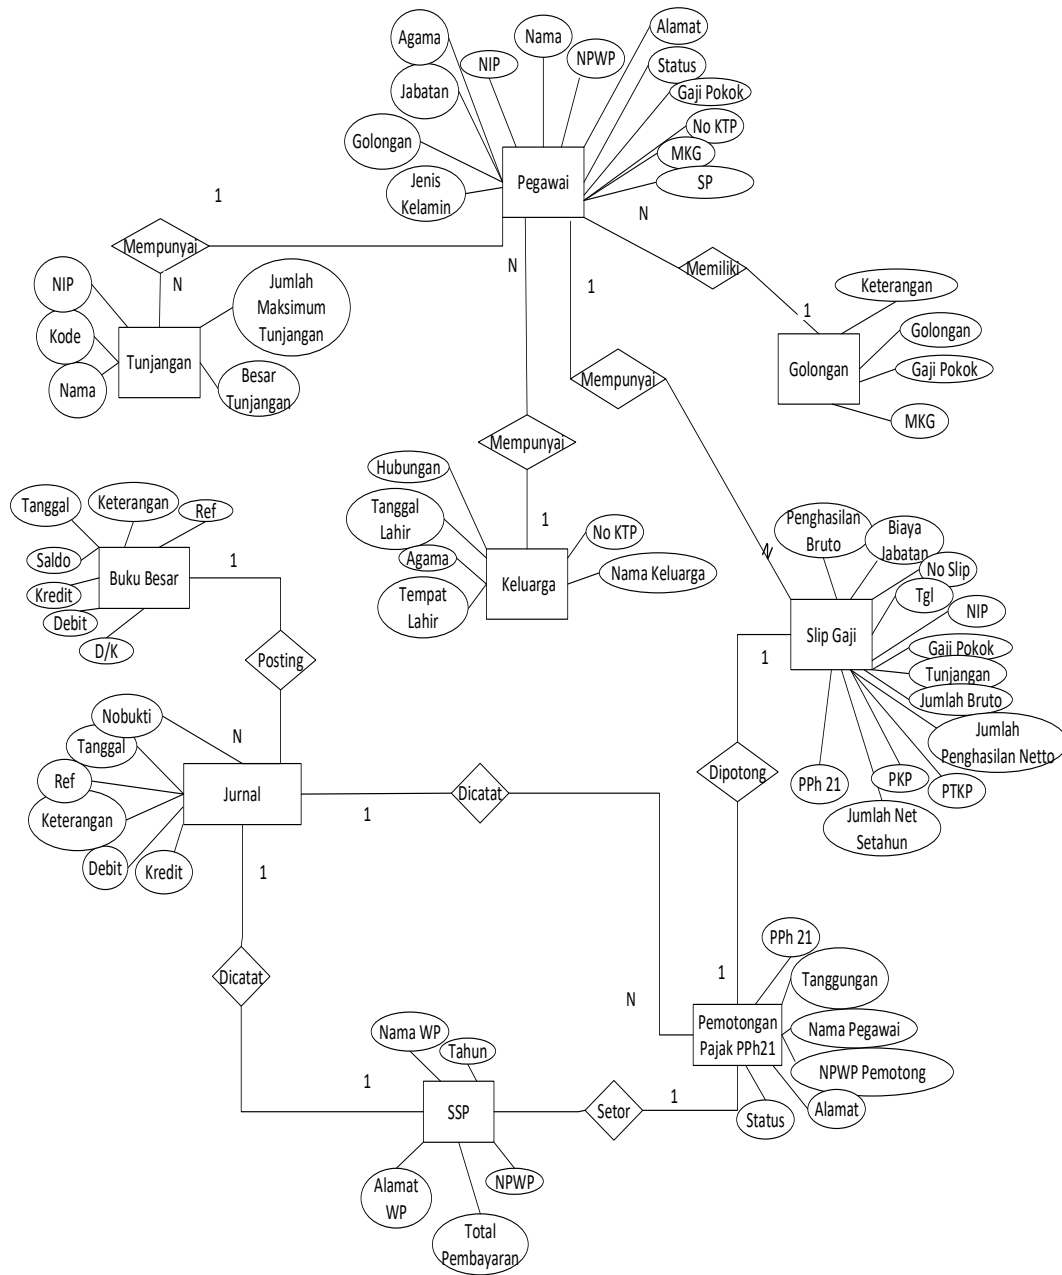 Alamat
Nama
Agama
NIP
NPWP
Status
Jabatan
Gaji Pokok
No KTP
Golongan
MKG
Pegawai
SP
Jenis
Kelamin
1
N
Mempunyai
N
Memiliki
NIP
N
Jumlah
Maksimum
Tunjangan
1
Keterangan
1
Kode
Golongan
Tunjangan
Golongan
Gaji Pokok
Besar
Tunjangan
Mempunyai
Nama
MKG
Mempunyai
Hubungan
Tanggal
Keterangan
Ref
Tanggal
Lahir
1
Penghasilan
Bruto
Biaya
Jabatan
No KTP
N
Saldo
1
Agama
Buku Besar
Keluarga
Nama Keluarga
No Slip
Kredit
Tempat
Lahir
Tgl
NIP
Debit
Slip Gaji
D/K
1
Gaji Pokok
Posting
Tunjangan
Jumlah Bruto
Nobukti
N
Jumlah
Penghasilan Netto
Tanggal
Dipotong
Ref
Jurnal
Dicatat
PPh 21
PKP
PTKP
1
Keterangan
Jumlah Net
Setahun
Debit
Kredit
1
PPh 21
Dicatat
1
Tanggungan
N
Pemotongan
Pajak PPh21
Nama Pegawai
Nama WP
Tahun
NPWP Pemotong
1
1
SSP
Setor
Alamat
Status
Alamat
WP
NPWP
Total
Pembayaran